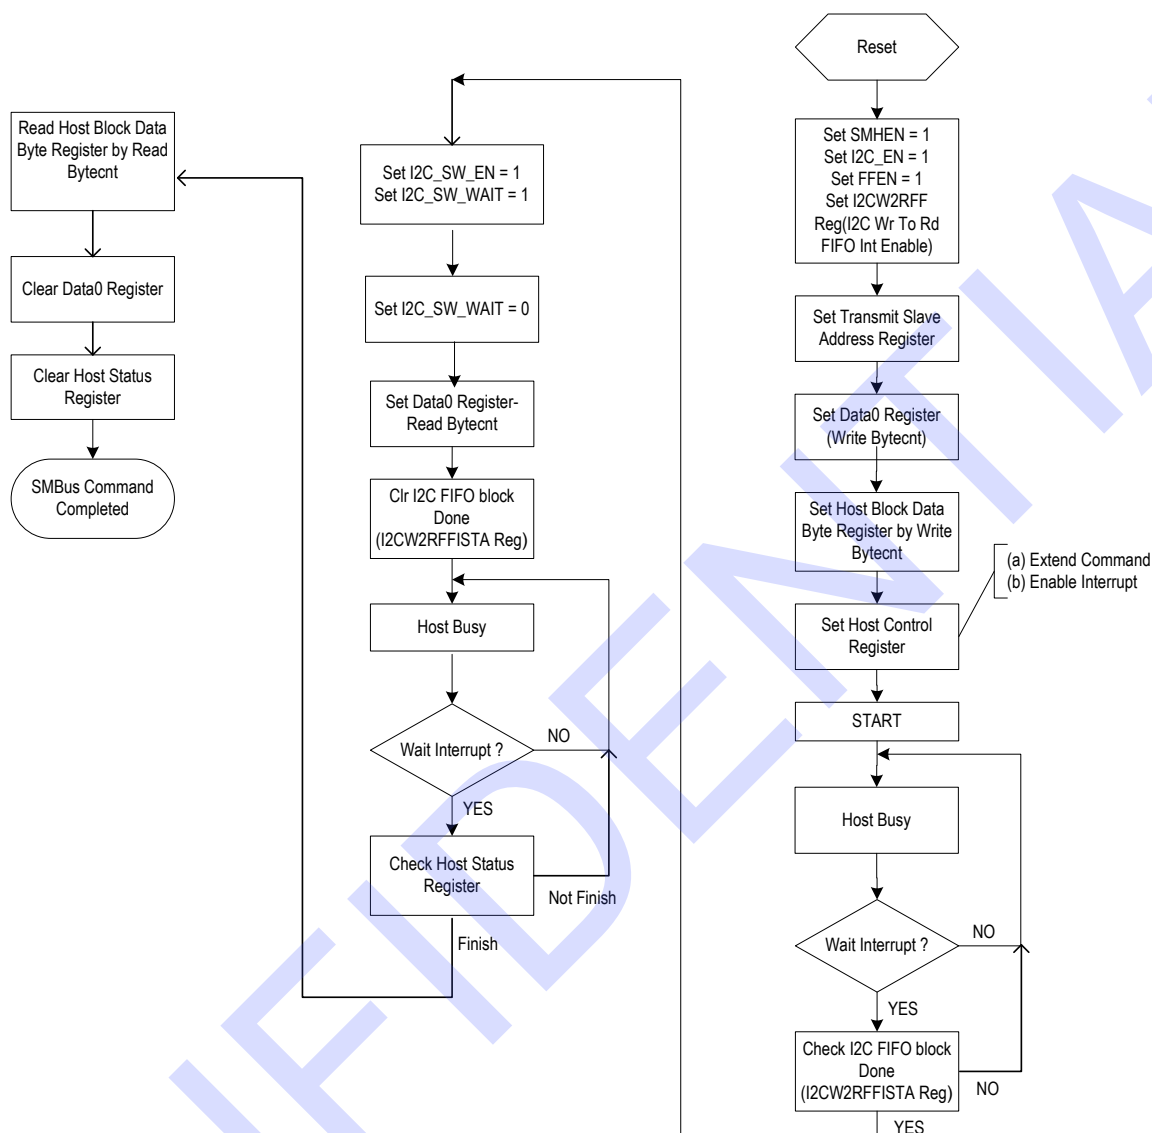 Reset
Set SMHEN = 1
Set I2C_EN = 1
Set FFEN = 1
Set I2CW2RFF
Reg(I2C Wr To Rd
FIFO Int Enable)
Set Transmit Slave
Address Register
Set Data0 Register
(Write Bytecnt)
Set Host Block Data
Byte Register by Write
Bytecnt
(a) Extend Command
(b) Enable Interrupt
Set Host Control
Register
START
Host Busy
Wait Interrupt ?
NO
YES
Check I2C FIFO block
Done
(I2CW2RFFISTA Reg)
NO
YES
Set I2C_SW_EN = 1
Set I2C_SW_WAIT = 1
Set I2C_SW_WAIT = 0
Set Data0 Register-
Read Bytecnt
Clr I2C FIFO block
Done
(I2CW2RFFISTA Reg)
Host Busy
Wait Interrupt ?
NO
YES
Check Host Status
Register
Not Finish
Finish
Read Host Block Data
Byte Register by Read
Bytecnt
Clear Data0 Register
Clear Host Status
Register
SMBus Command
Completed
FIDENTIA